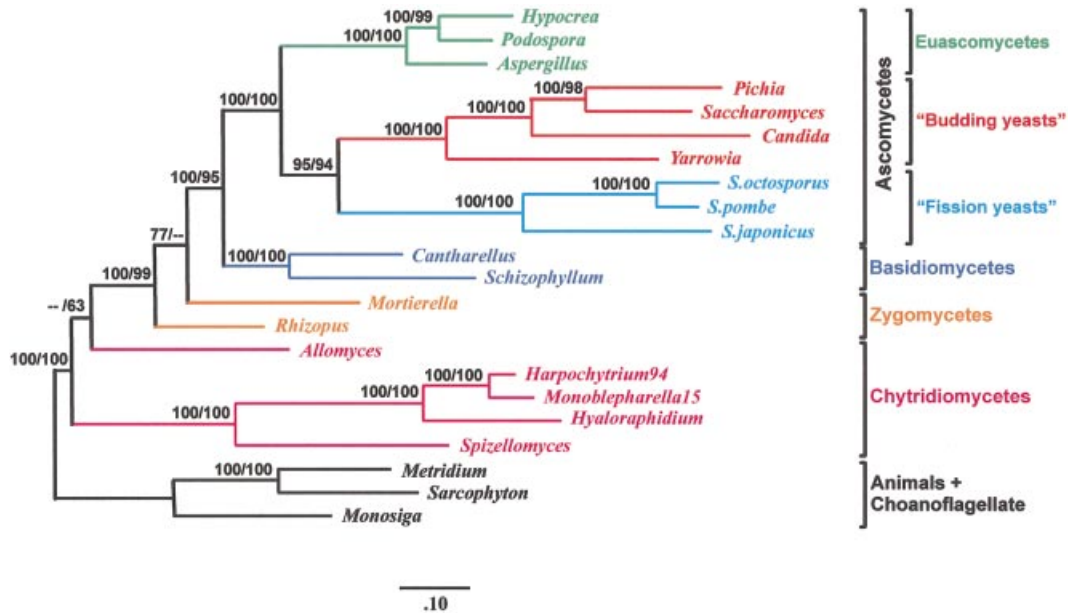 100/99
Hypocrea
100/100
Podospora
Aspergillus
Euascomycetes
100/100
100/98
Pichia
100/100
Saccharomyces
100/100
Candida
Yarrowia
"Budding yeasts"
Ascomycetes
95/94
100/95
100/100
S.octosporus
100/100
S.pombe
S.japonicus
"Fission yeasts"
77/--
100/100
Cantharellus
Schizophyllum
Basidiomycetes
100/99
Mortierella
Rhizopus
Zygomycetes
-- /63
Allomyces
100/100
100/100
Harpochytrium94
100/100
Monoblepharella15
Hyaloraphidium
100/100
Spizellomyces
Chytridiomycetes
100/100
Metridium
Sarcophyton
Monosiga
Animals +
Choanoflagellate
.10